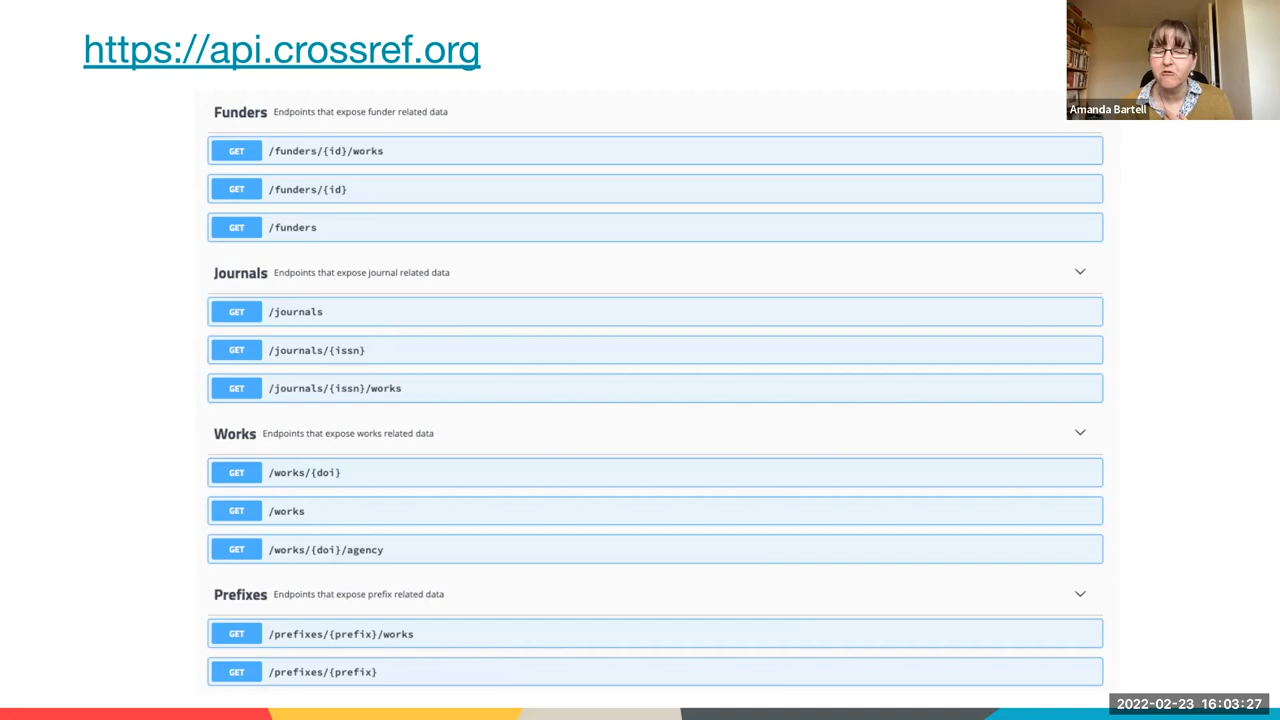 https://api.crossref.org
Amanda Bartell
Funders Endpoints that expose funder related data
GET /funders/{id}/works
GET /funders/{id}
GET /funders
Journals Endpoints that expose journal related data
GET /journals
GET /journals/{issn}
GET /journals/{issn}/works
Works Endpoints that expose works related data
GET /works/{doi}
GET /works
GET /works/{doi}/agency
Prefixes Endpoints that expose prefix related data
GET /prefixes/{prefix}/works
GET /prefixes/{prefix}
2022-02-23 16:03:27